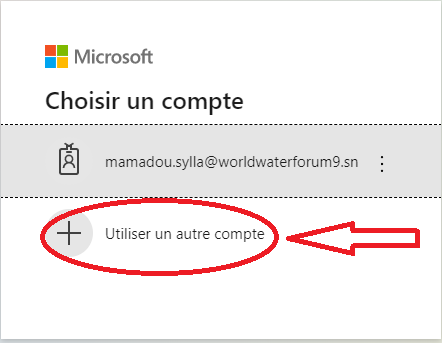 Microsoft
Choisir un compte
mamadou.sylla@worldwaterforum9.sn
Utiliser un autre compte